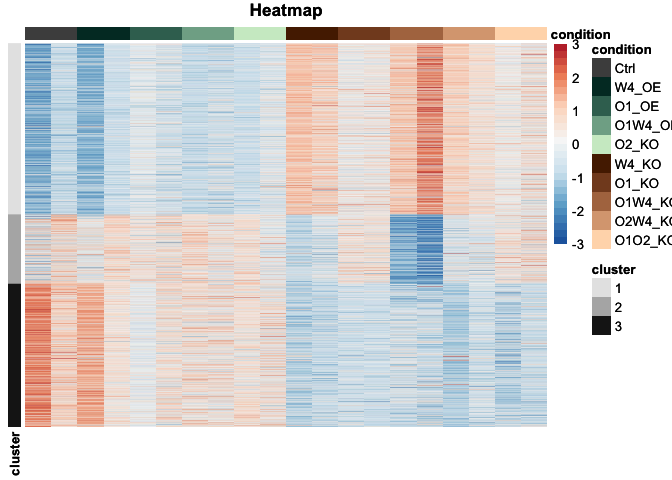 Heatmap
condition
3
2
1
0
-1
-2
-3
condition
Ctrl
W4_OE
O1_OE
O1W4_OE
O2_KO
W4_KO
O1_KO
O1W4_KO
O2W4_KO
O1O2_KO
cluster
1
2
3
cluster